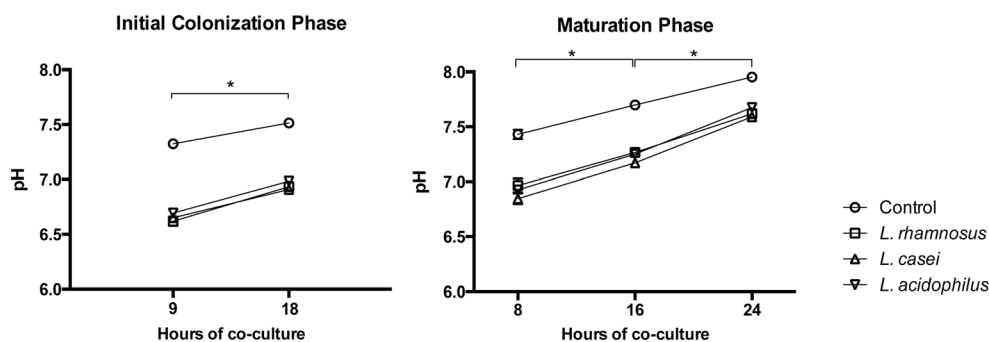 Initial Colonization Phase
*
8.0
7.5
7.0
6.5
6.0
pH
9 18
Hours of co-culture
Maturation Phase
* *
8.0
7.5
7.0
6.5
6.0
pH
8 16 24
Hours of co-culture
Control
L. rhamnosus
L. casei
L. acidophilus